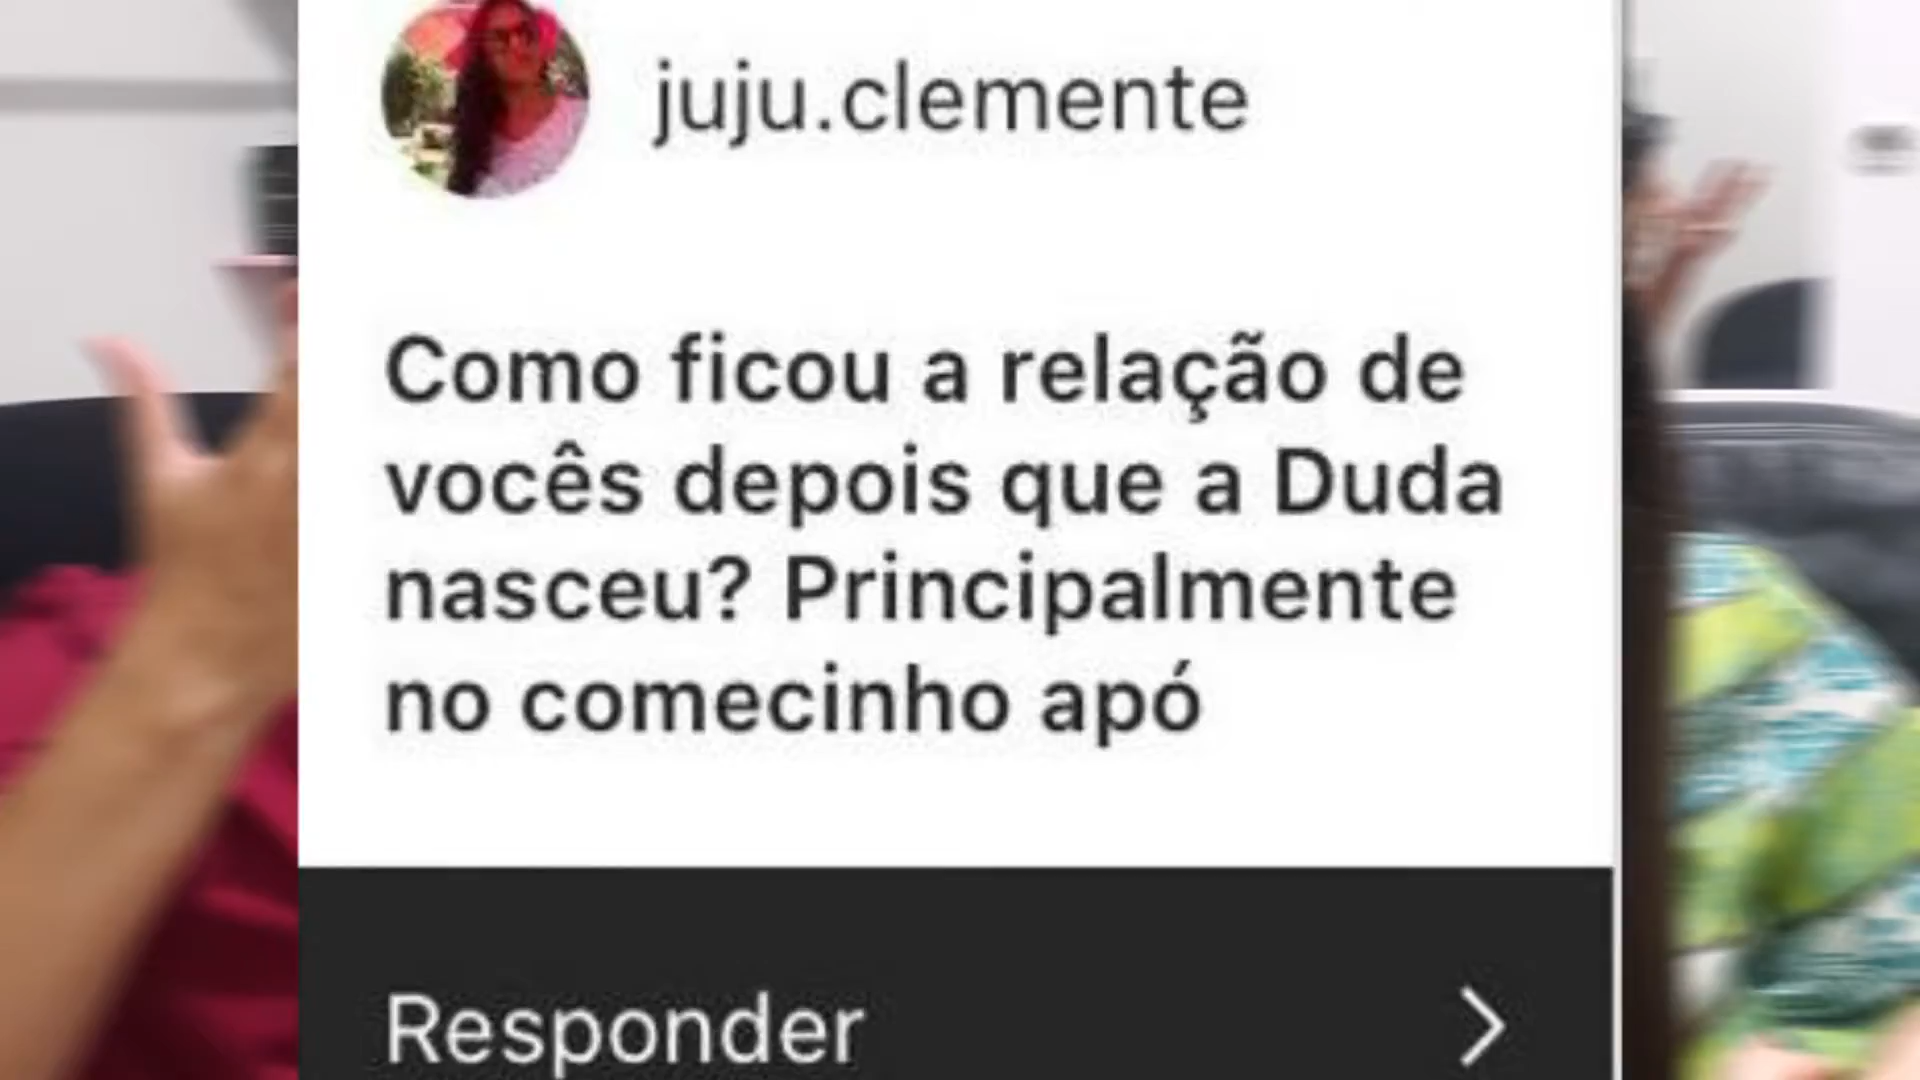 juju.clemente
Como ficou a relação de
vocês depois que a Duda
nasceu? Principalmente
no comecinho apó
Responder